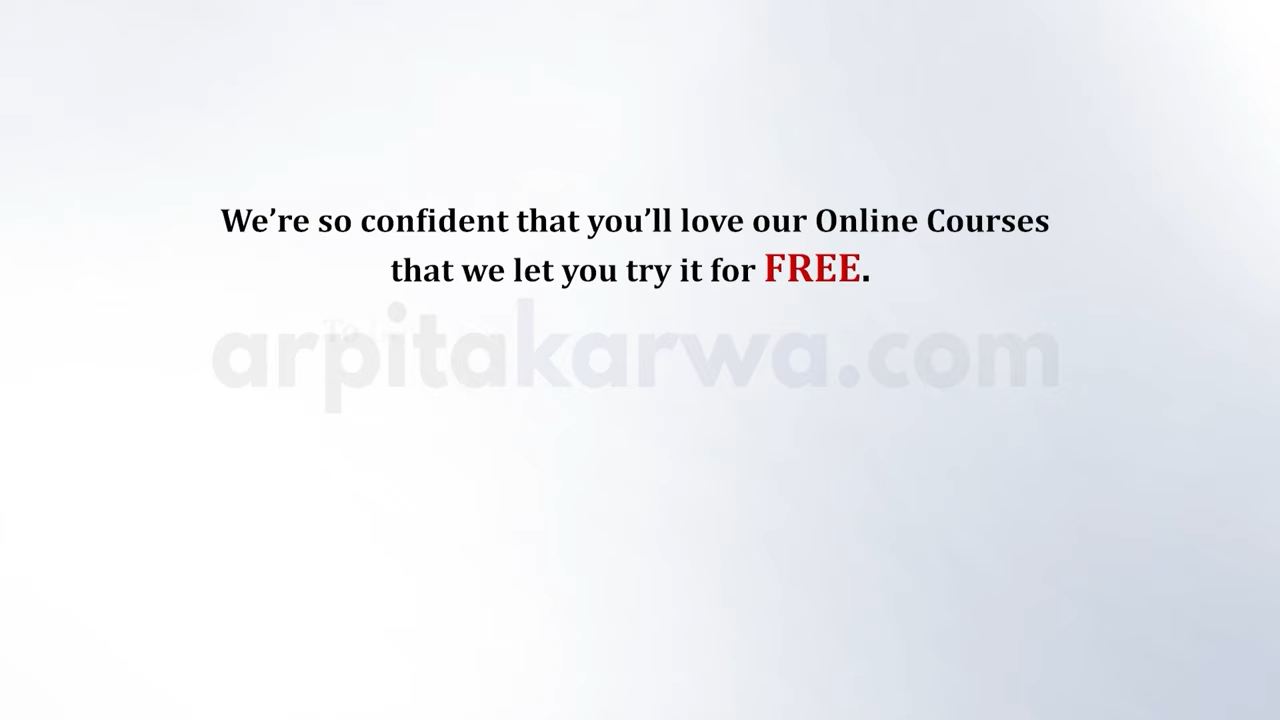 We're so confident that you'll love our Online Courses
that we let you try it for FREE.
arpitakarwa.com